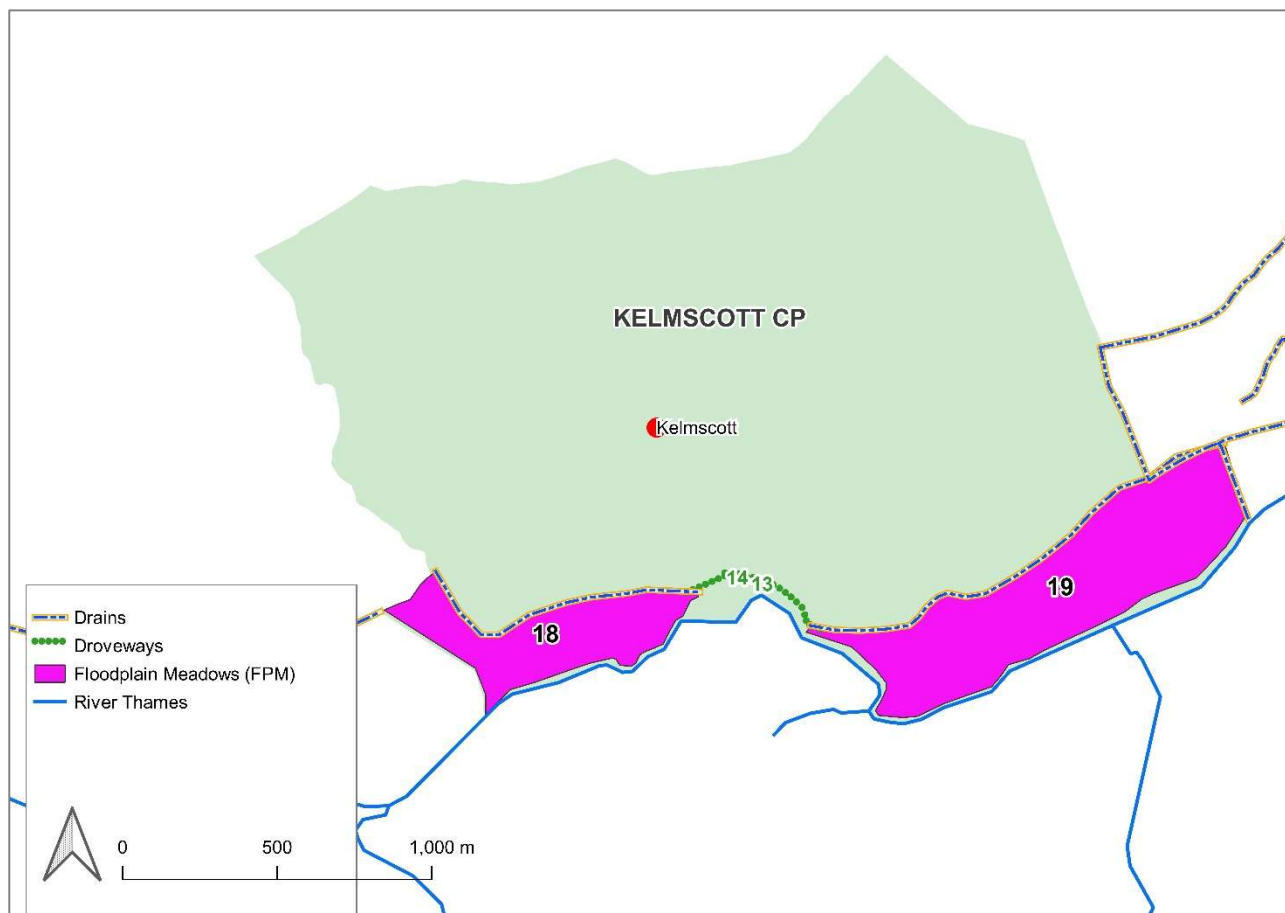 KELMSCOTT CP
Kelmscott
14 13
18
19
Drains
Droveways
Floodplain Meadows (FPM)
River Thames
0 500 1,000 m